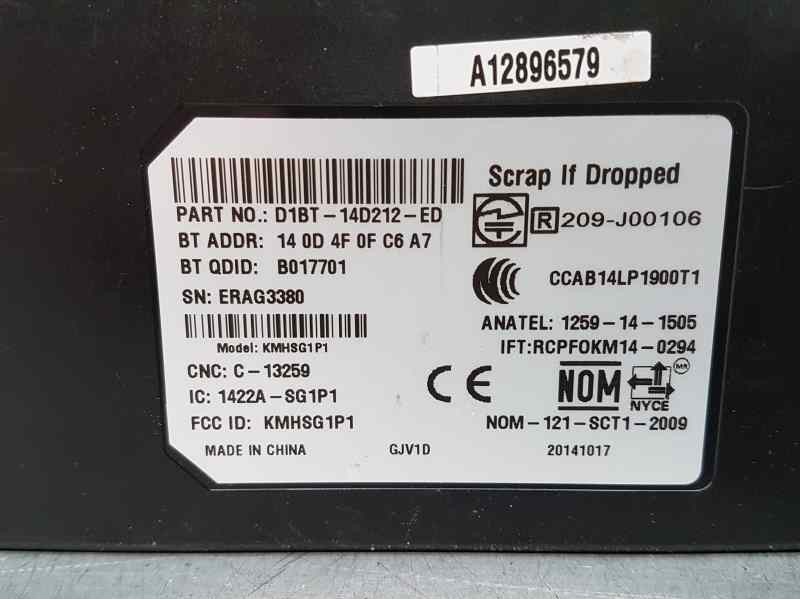 A12896579
Scrap If Dropped
PART NO.: D1BT-14D212-ED
R 209-J00106
BT ADDR: 14 0D 4F 0F C6 A7
BT QDID: B017701
CCAB14LP1900T1
SN: ERAG3380
ANATEL: 1259-14-1505
Model: KMHSG1P1
IFT:RCPFOKM14-0294
CNC: C-13259
CE
NOM
MR
NYCE
IC: 1422A-SG1P1
FCC ID: KMHSG1P1
NOM-121-SCT1-2009
MADE IN CHINA GJV1D 20141017